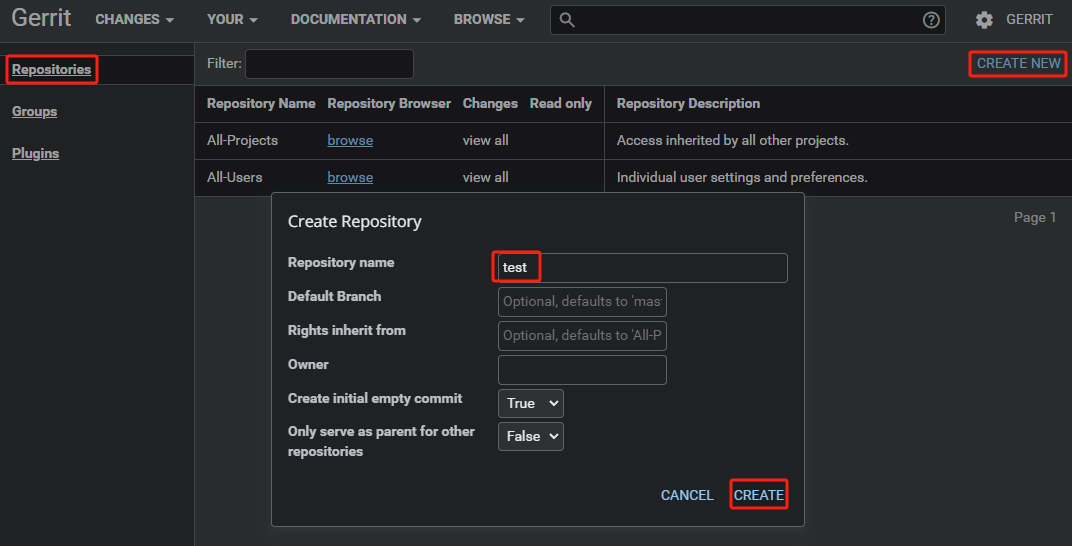 Gerrit CHANGES YOUR DOCUMENTATION BROWSE GERRIT
Repositories
Groups
Plugins
Filter: CREATE NEW
Repository Name Repository Browser Changes Read only Repository Description
All-Projects browse view all Access inherited by all other projects.
All-Users browse view all Individual user settings and preferences.
Page 1
Create Repository
Repository name test
Default Branch Optional, defaults to 'mas
Rights inherit from Optional, defaults to 'All-P
Owner
Create initial empty commit True
Only serve as parent for other
repositories False
CANCEL CREATE